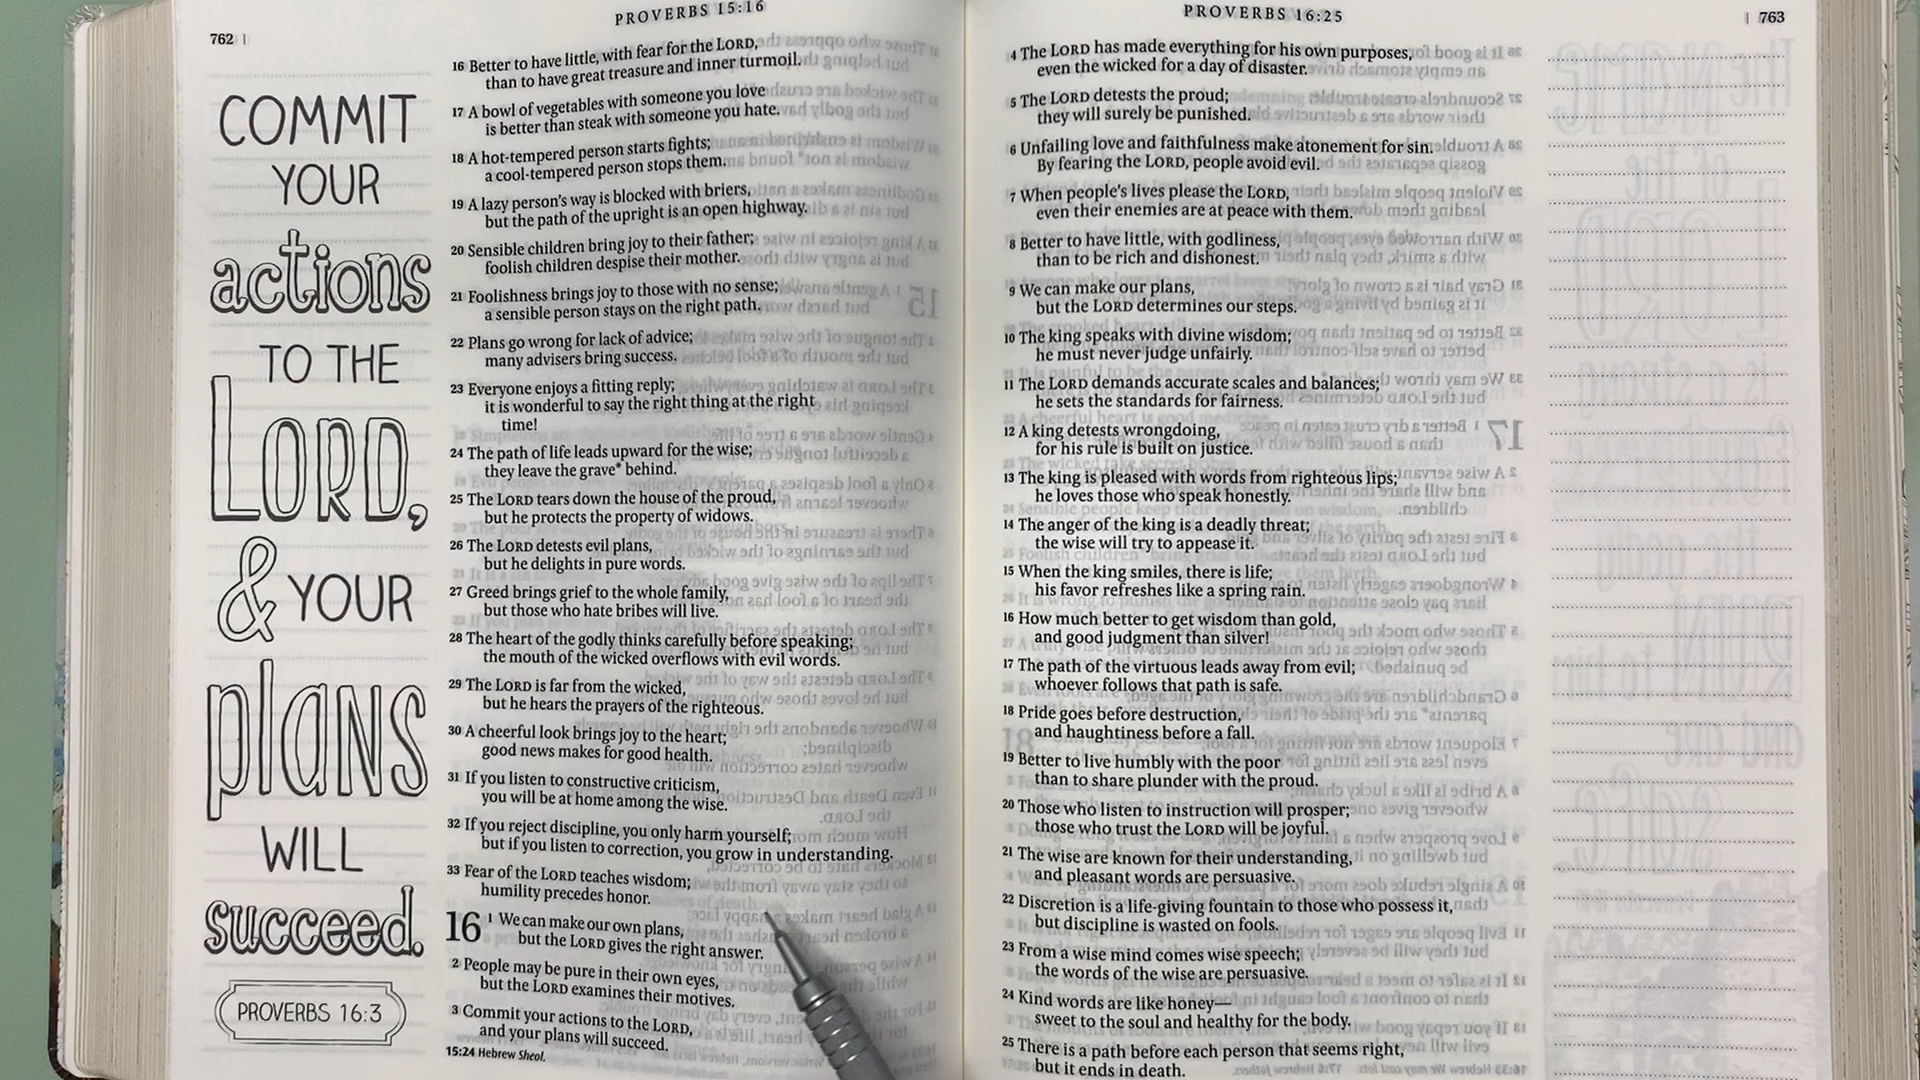 762
PROVERBS 15:16
COMMIT
YOUR
actions
TO THE
LORD,
& YOUR
plans
WILL
succeed.
PROVERBS 16:3
16 Better to have little, with fear for the LORD,
than to have great treasure and inner turmoil.
17 A bowl of vegetables with someone you love
is better than steak with someone you hate.
18 A hot-tempered person starts fights;
a cool-tempered person stops them.
19 A lazy person's way is blocked with briers,
but the path of the upright is an open highway.
20 Sensible children bring joy to their father;
foolish children despise their mother.
21 Foolishness brings joy to those with no sense;
a sensible person stays on the right path.
22 Plans go wrong for lack of advice;
many advisers bring success.
23 Everyone enjoys a fitting reply;
it is wonderful to say the right thing at the right
time!
24 The path of life leads upward for the wise;
they leave the grave* behind.
25 The LORD tears down the house of the proud,
but he protects the property of widows.
26 The LORD detests evil plans,
but he delights in pure words.
27 Greed brings grief to the whole family,
but those who hate bribes will live.
28 The heart of the godly thinks carefully before speaking;
the mouth of the wicked overflows with evil words.
29 The LORD is far from the wicked,
but he hears the prayers of the righteous.
30 A cheerful look brings joy to the heart;
good news makes for good health.
31 If you listen to constructive criticism,
you will be at home among the wise.
32 If you reject discipline, you only harm yourself;
but if you listen to correction, you grow in understanding.
33 Fear of the LORD teaches wisdom;
humility precedes honor.
16 1 We can make our own plans,
but the LORD gives the right answer.
2 People may be pure in their own eyes,
but the LORD examines their motives.
3 Commit your actions to the LORD,
and your plans will succeed.
15:24 Hebrew Sheol.
PROVERBS 16:25
763
4 The LORD has made everything for his own purposes,
even the wicked for a day of disaster.
5 The LORD detests the proud;
they will surely be punished.
6 Unfailing love and faithfulness make atonement for sin.
By fearing the LORD, people avoid evil.
7 When people's lives please the LORD,
even their enemies are at peace with them.
8 Better to have little, with godliness,
than to be rich and dishonest.
9 We can make our plans,
but the LORD determines our steps.
10 The king speaks with divine wisdom;
he must never judge unfairly.
11 The LORD demands accurate scales and balances;
he sets the standards for fairness.
12 A king detests wrongdoing,
for his rule is built on justice.
13 The king is pleased with words from righteous lips;
he loves those who speak honestly.
14 The anger of the king is a deadly threat;
the wise will try to appease it.
15 When the king smiles, there is life;
his favor refreshes like a spring rain.
16 How much better to get wisdom than gold,
and good judgment than silver!
17 The path of the virtuous leads away from evil;
whoever follows that path is safe.
18 Pride goes before destruction,
and haughtiness before a fall.
19 Better to live humbly with the poor
than to share plunder with the proud.
20 Those who listen to instruction will prosper;
those who trust the LORD will be joyful.
21 The wise are known for their understanding,
and pleasant words are persuasive.
22 Discretion is a life-giving fountain to those who possess it,
but discipline is wasted on fools.
23 From a wise mind comes wise speech;
the words of the wise are persuasive.
24 Kind words are like honey—
sweet to the soul and healthy for the body.
25 There is a path before each person that seems right,
but it ends in death.